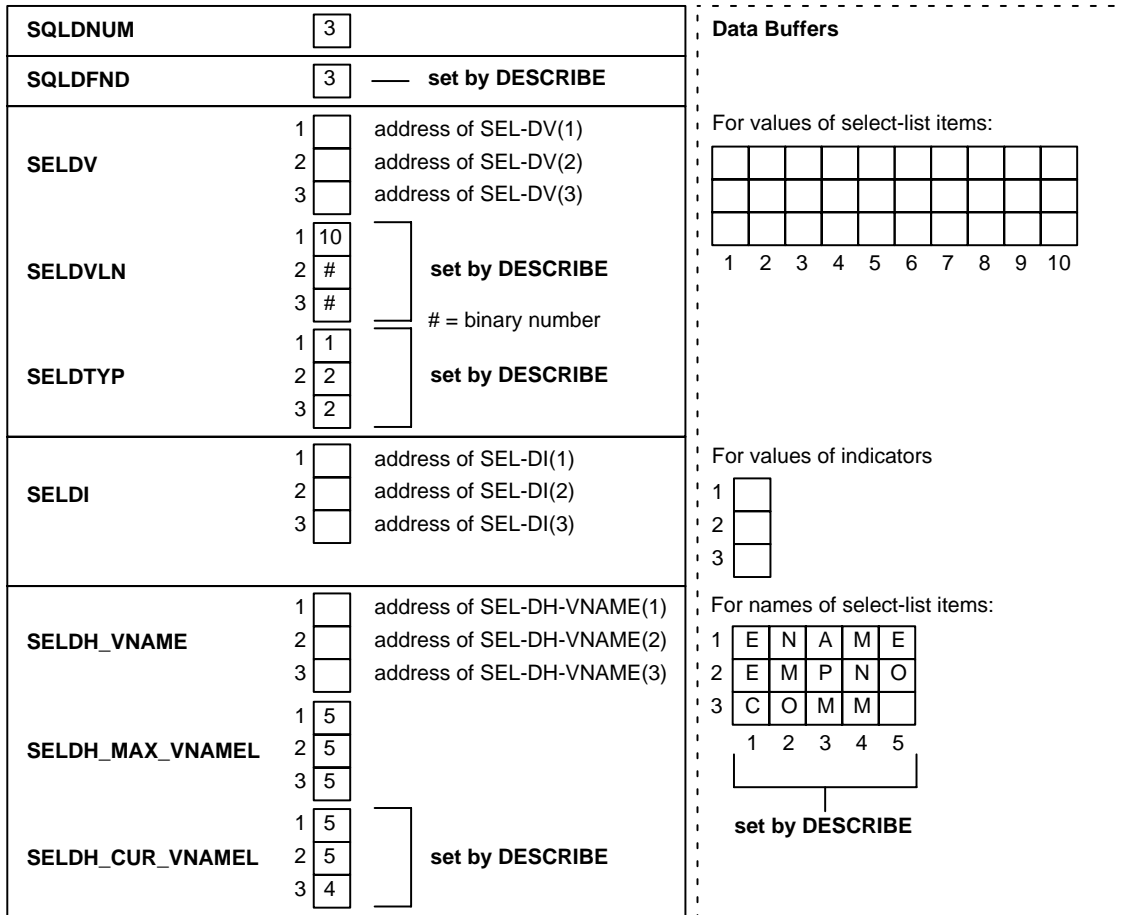 SQLDNUM 3
SQLDFND 3 set by DESCRIBE
SELDV
1 address of SEL-DV(1)
2 address of SEL-DV(2)
3 address of SEL-DV(3)
SELDVLN
1 10
2 # set by DESCRIBE
3 #
# = binary number
SELDTYP
1 1
2 2 set by DESCRIBE
3 2
SELDI
1 address of SEL-DI(1)
2 address of SEL-DI(2)
3 address of SEL-DI(3)
SELDH_VNAME
1 address of SEL-DH-VNAME(1)
2 address of SEL-DH-VNAME(2)
3 address of SEL-DH-VNAME(3)
SELDH_MAX_VNAMEL
1 5
2 5
3 5
SELDH_CUR_VNAMEL
1 5
2 5 set by DESCRIBE
3 4
Data Buffers
For values of select-list items:
1 2 3 4 5 6 7 8 9 10
For values of indicators
1
2
3
For names of select-list items:
1 E N A M E
2 E M P N O
3 C O M M
1 2 3 4 5
set by DESCRIBE